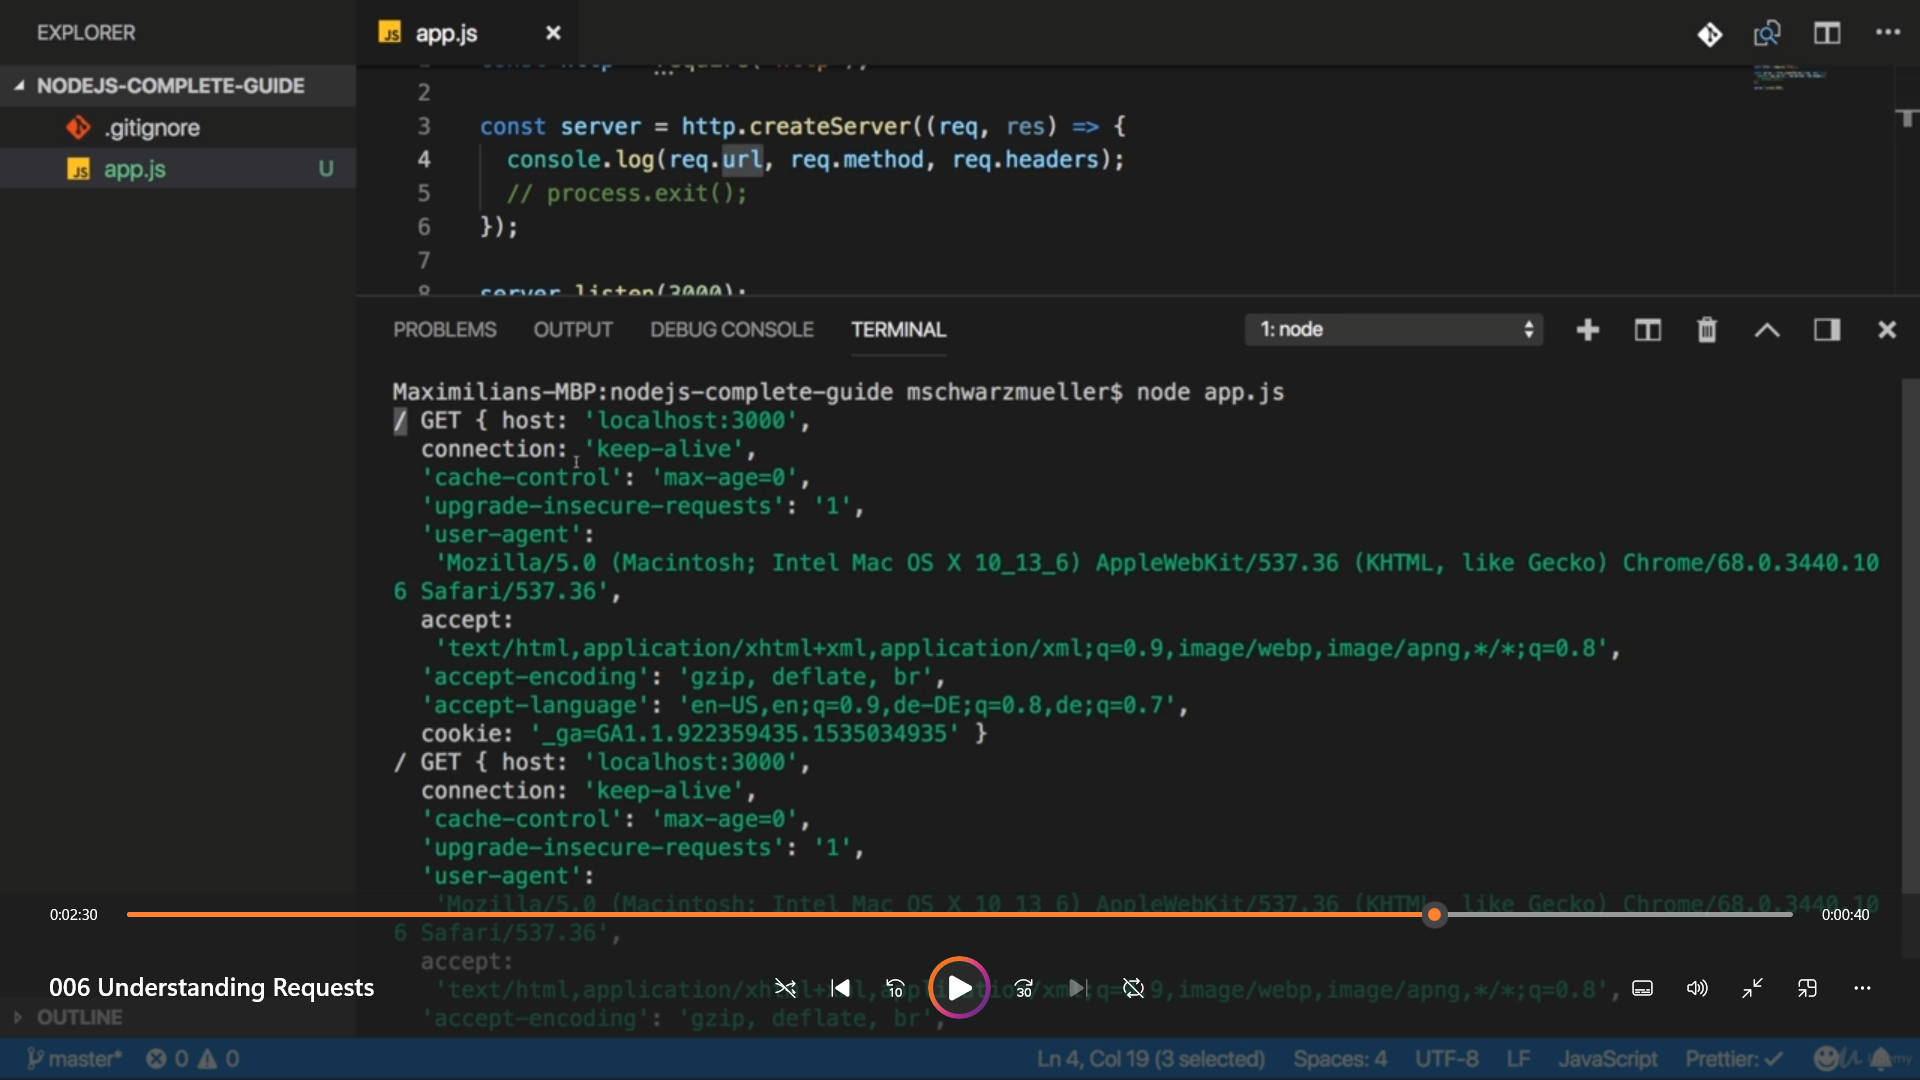 EXPLORER
NODEJS-COMPLETE-GUIDE
.gitignore
JS app.js U
JS app.js
2
3 const server = http.createServer((req, res) => {
4 console.log(req.url, req.method, req.headers);
5 // process.exit();
6 });
7
8 server.listen(3000);
PROBLEMS OUTPUT DEBUG CONSOLE TERMINAL 1: node
Maximilians-MBP:nodejs-complete-guide mschwarzmueller$ node app.js
/ GET { host: 'localhost:3000',
connection: 'keep-alive',
'cache-control': 'max-age=0',
'upgrade-insecure-requests': '1',
'user-agent':
'Mozilla/5.0 (Macintosh; Intel Mac OS X 10_13_6) AppleWebKit/537.36 (KHTML, like Gecko) Chrome/68.0.3440.10
6 Safari/537.36',
accept:
'text/html,application/xhtml+xml,application/xml;q=0.9,image/webp,image/apng,*/*;q=0.8',
'accept-encoding': 'gzip, deflate, br',
'accept-language': 'en-US,en;q=0.9,de-DE;q=0.8,de;q=0.7',
cookie: '_ga=GA1.1.922359435.1535034935' }
/ GET { host: 'localhost:3000',
connection: 'keep-alive',
'cache-control': 'max-age=0',
'upgrade-insecure-requests': '1',
'user-agent':
'Mozilla/5.0 (Macintosh; Intel Mac OS X 10_13_6) AppleWebKit/537.36 (KHTML, like Gecko) Chrome/68.0.3440.10
0:02:30 0:00:40
6 Safari/537.36',
accept:
006 Understanding Requests
10 30
'text/html, xml;q=0.9,image/webp,image/apng,*/*;q=0.8',
OUTLINE
'accept-encoding': 'gzip, deflate, br',
master* 0 0 Ln 4, Col 19 (3 selected) Spaces: 4 UTF-8 LF JavaScript Prettier: ✓